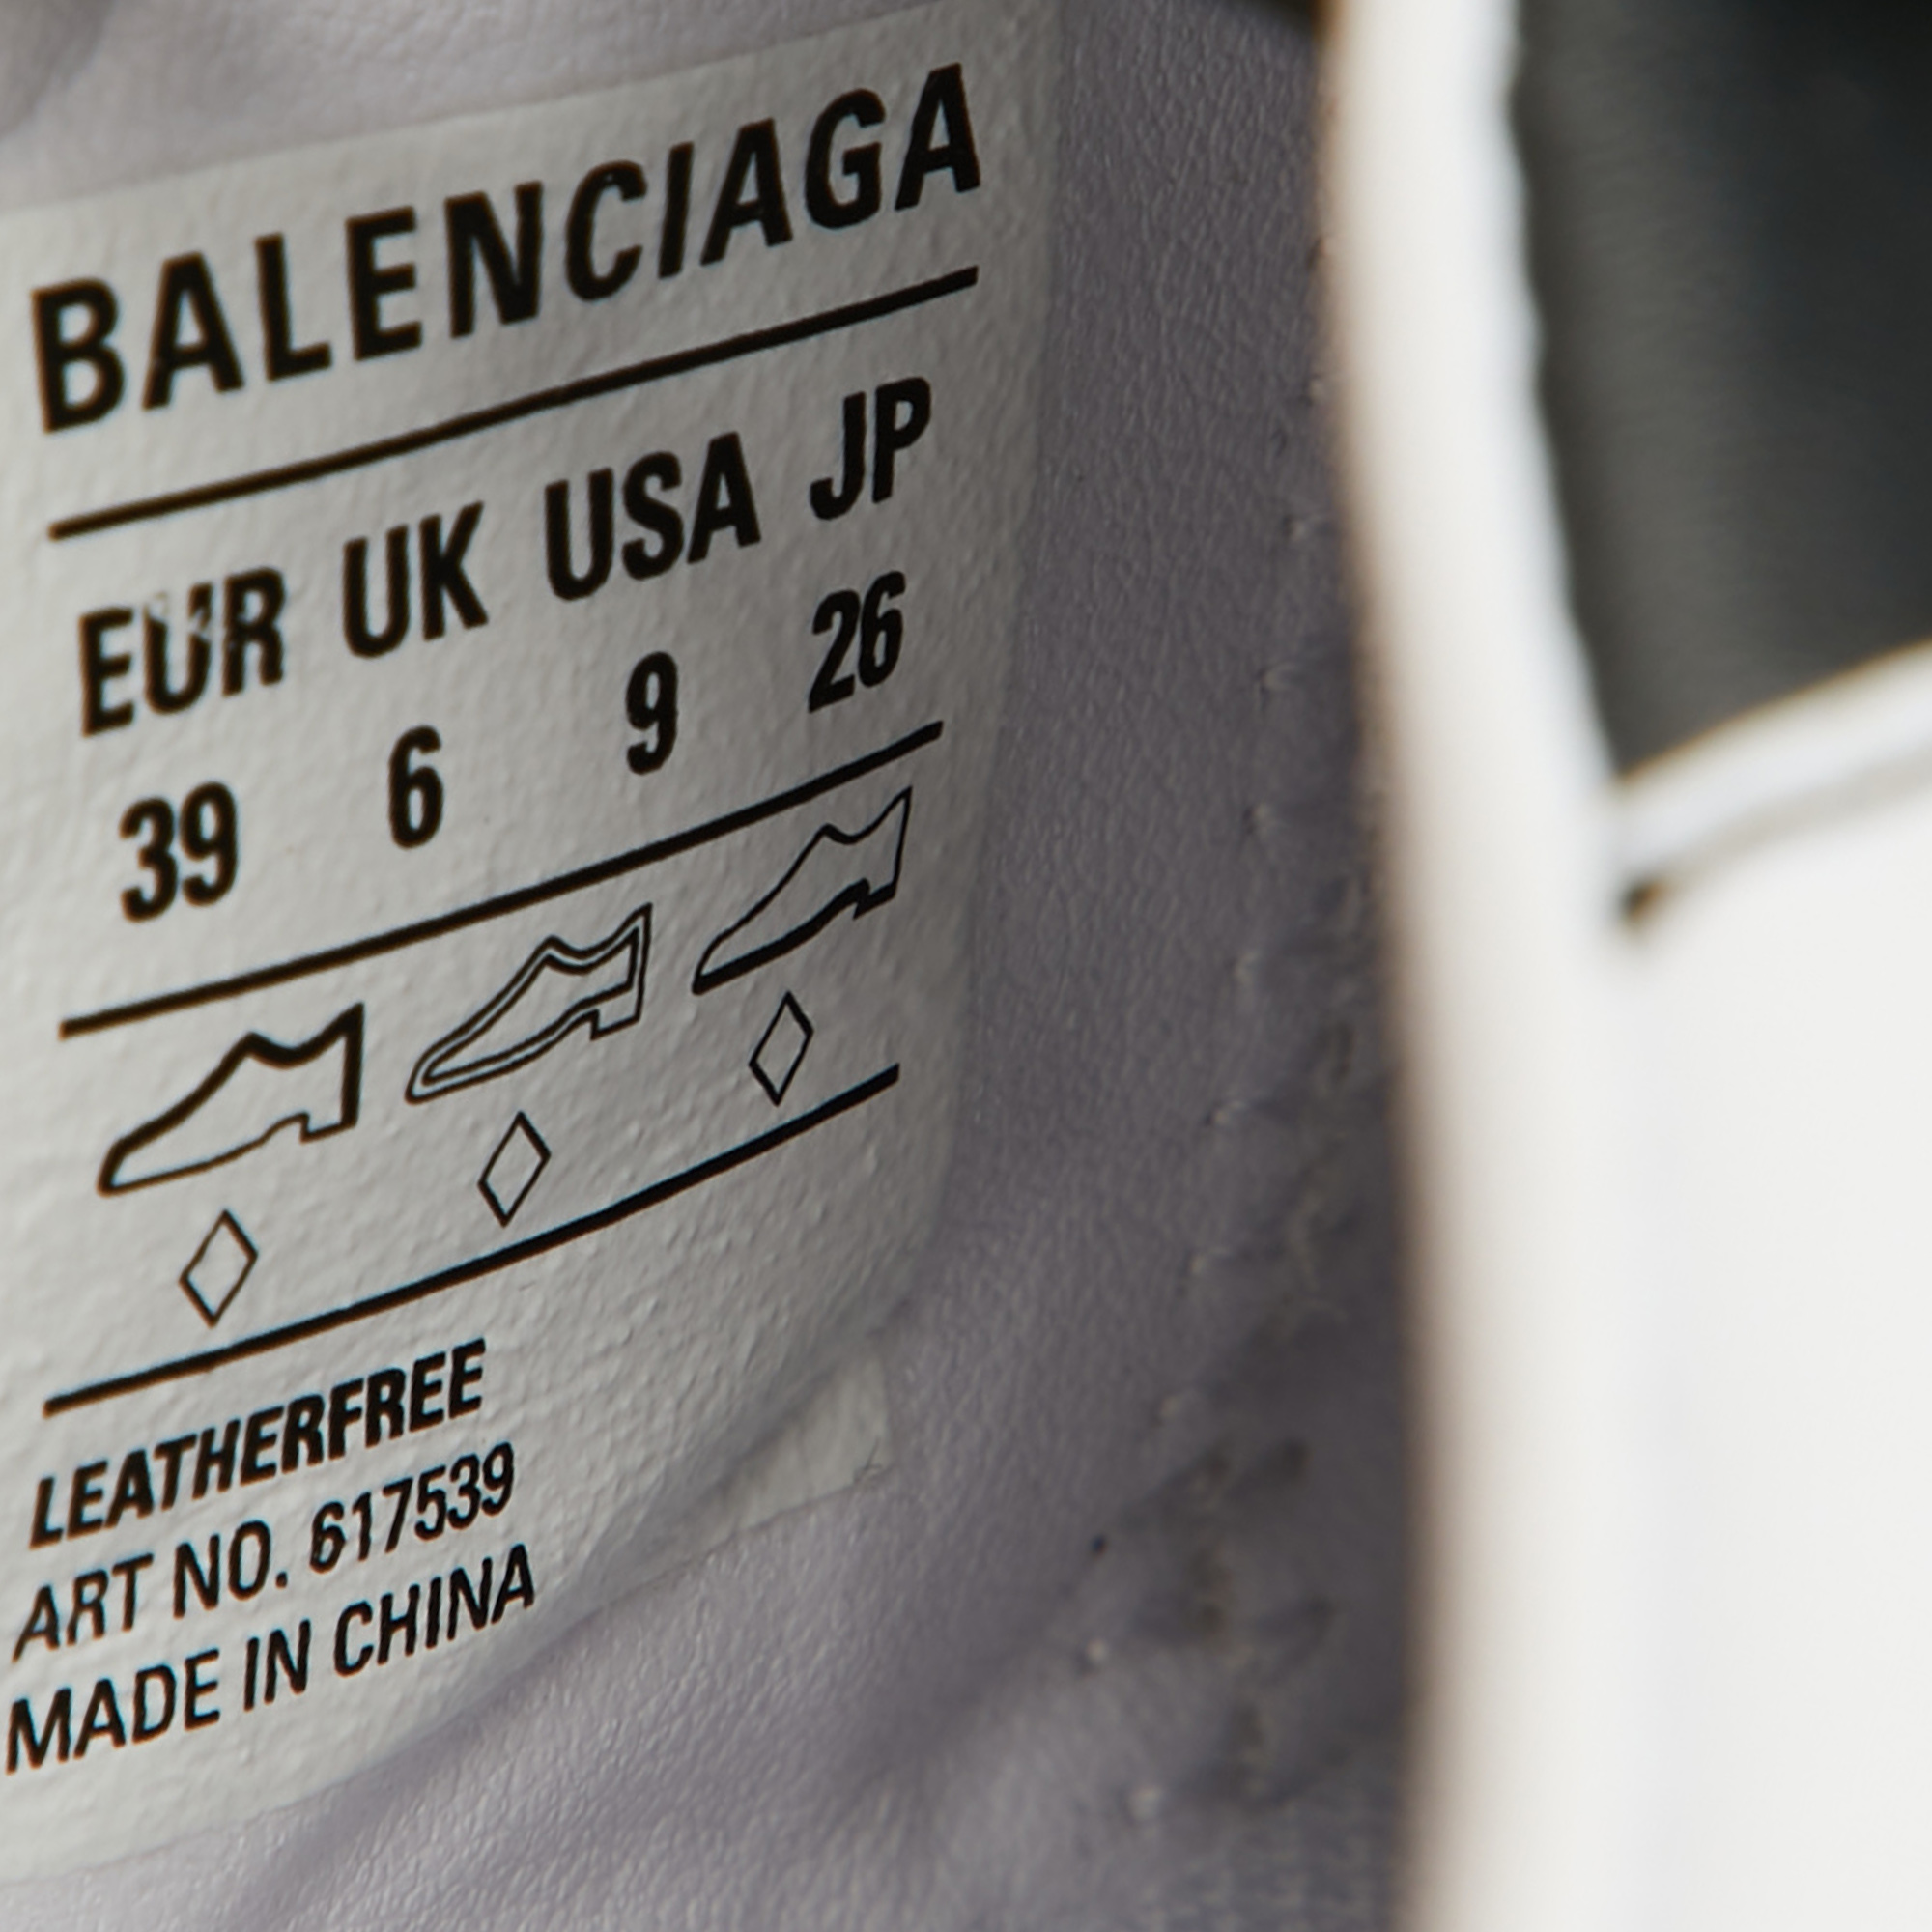 BALENCIAGA
EUR UK USA JP
39 6 9 26
LEATHERFREE
ART NO. 617539
MADE IN CHINA